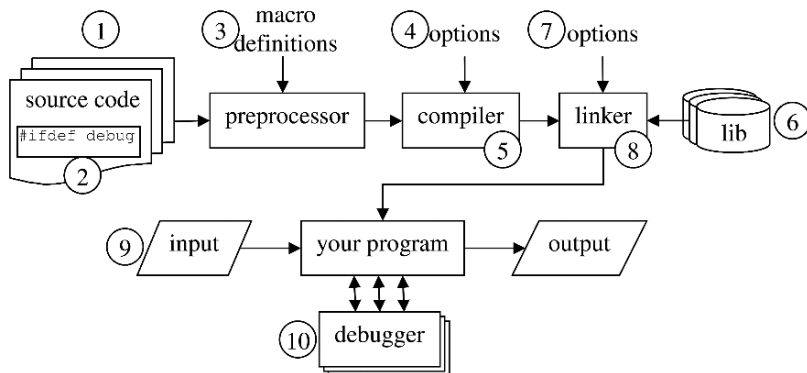 1
3 macro
definitions
4 options
7 options
source code
#ifdef debug
2
preprocessor
compiler
5
linker
8
lib
6
9
input
your program
output
10
debugger